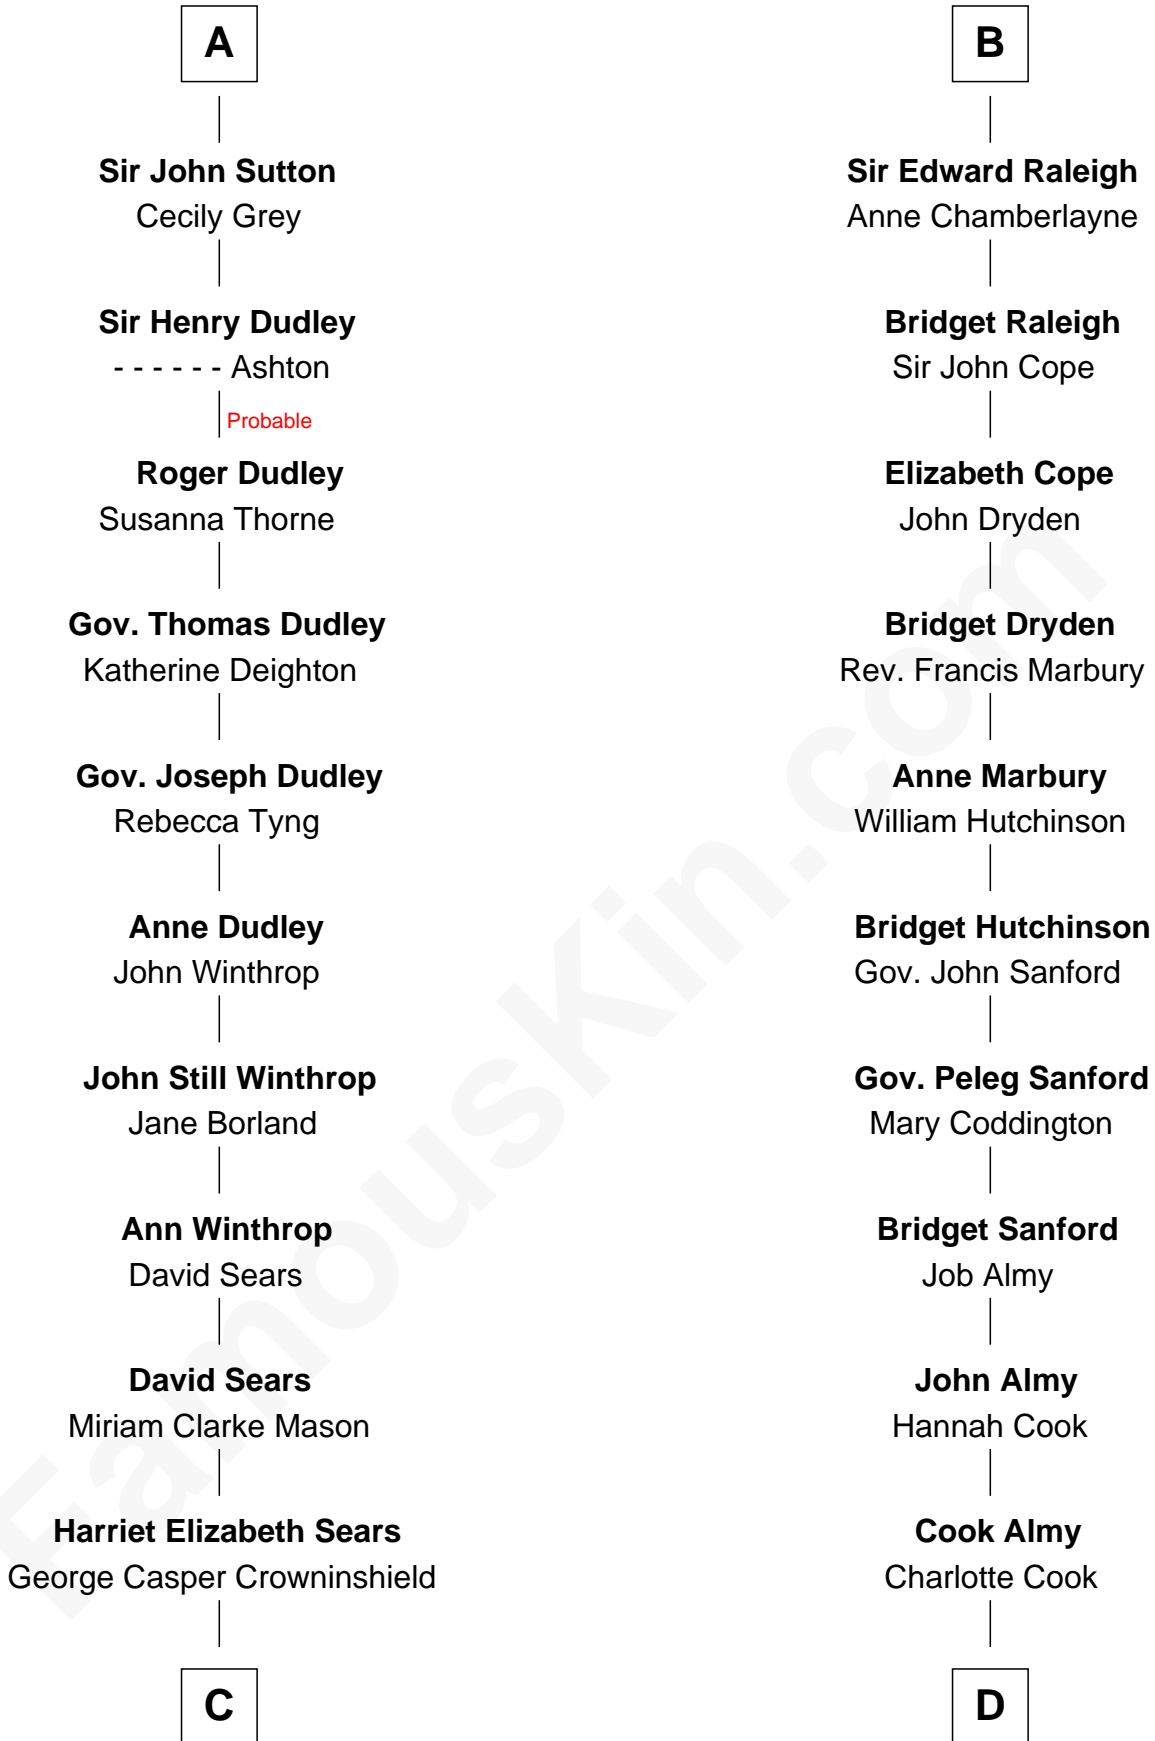 A
Sir John Sutton
Cecily Grey
Sir Henry Dudley
- - - - - - Ashton
Probable
Roger Dudley
Susanna Thorne
Gov. Thomas Dudley
Katherine Deighton
Gov. Joseph Dudley
Rebecca Tyng
Anne Dudley
John Winthrop
John Still Winthrop
Jane Borland
Ann Winthrop
David Sears
David Sears
Miriam Clarke Mason
Harriet Elizabeth Sears
George Casper Crowninshield
C
B
Sir Edward Raleigh
Anne Chamberlayne
Bridget Raleigh
Sir John Cope
Elizabeth Cope
John Dryden
Bridget Dryden
Rev. Francis Marbury
Anne Marbury
William Hutchinson
Bridget Hutchinson
Gov. John Sanford
Gov. Peleg Sanford
Mary Coddington
Bridget Sanford
Job Almy
John Almy
Hannah Cook
Cook Almy
Charlotte Cook
D
FamousKin.com